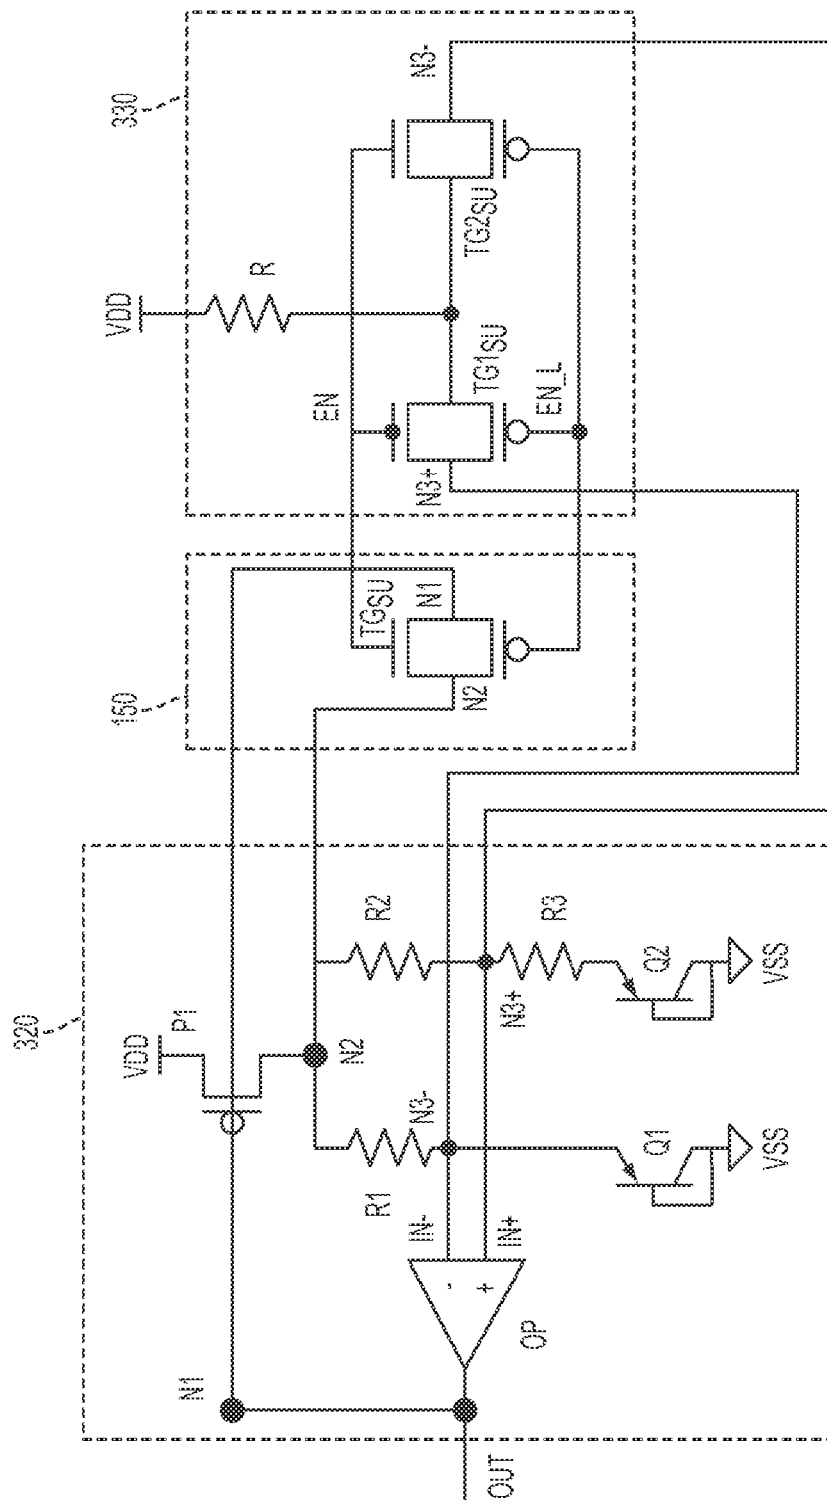 330
N3-
VDD
R
TG2SU
EN
TG1SU
EN_L
N3+
150
TGSU
N1
N2
320
VDD
P1
N2
R2
R3
N3+
Q2
VSS
R1
N3-
Q1
VSS
IN-
IN+
-
+
OP
N1
OUT